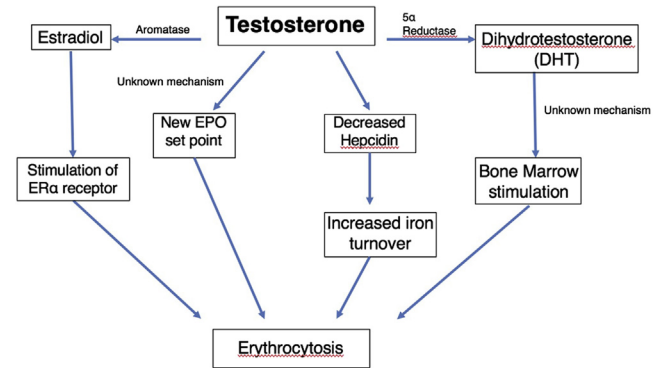 Testosterone
Estradiol
Aromatase
5α
Reductase
Dihydrotestosterone
(DHT)
Unknown mechanism
Unknown mechanism
New EPO
set point
Decreased
Hepcidin
Stimulation of
ERα receptor
Bone Marrow
stimulation
Increased iron
turnover
Erythrocytosis